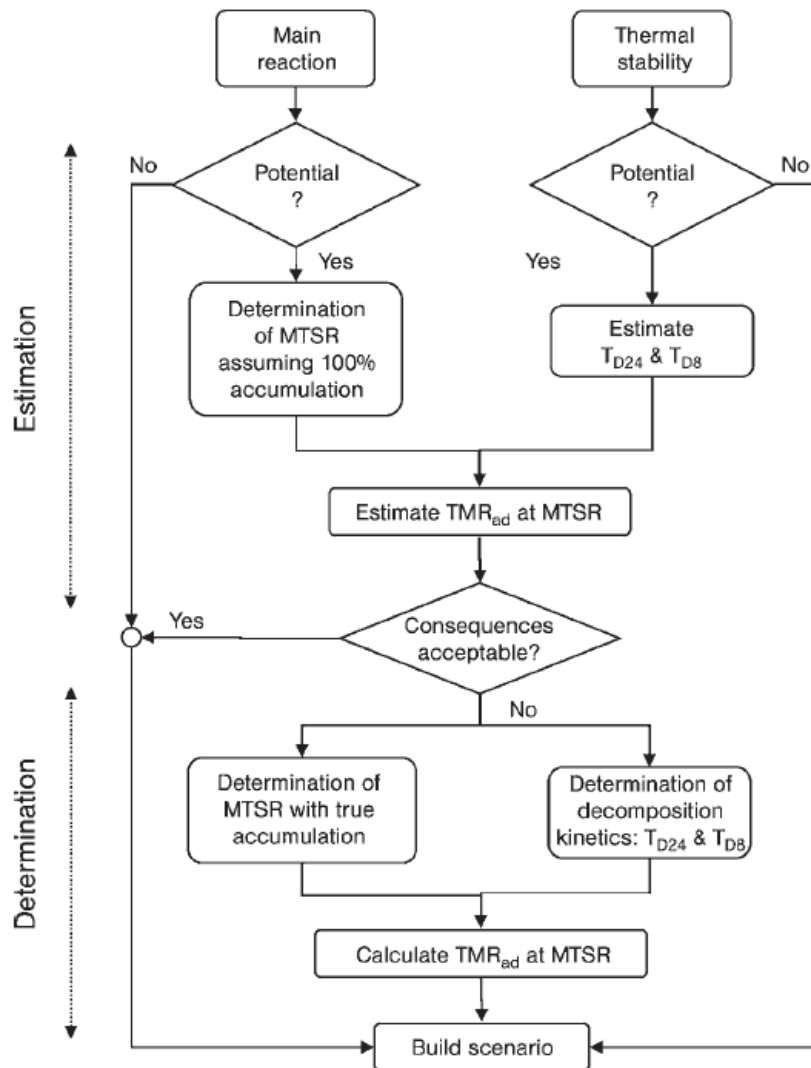 Main
reaction
Thermal
stability
No
Potential
?
Potential
?
No
Yes
Yes
Determination
of MTSR
assuming 100%
accumulation
Estimate
T_D24 & T_D8
Estimation
Estimate TMR_ad at MTSR
Yes
Consequences
acceptable?
No
Determination
Determination of
MTSR with true
accumulation
Determination of
decomposition
kinetics: T_D24 & T_D8
Calculate TMR_ad at MTSR
Build scenario